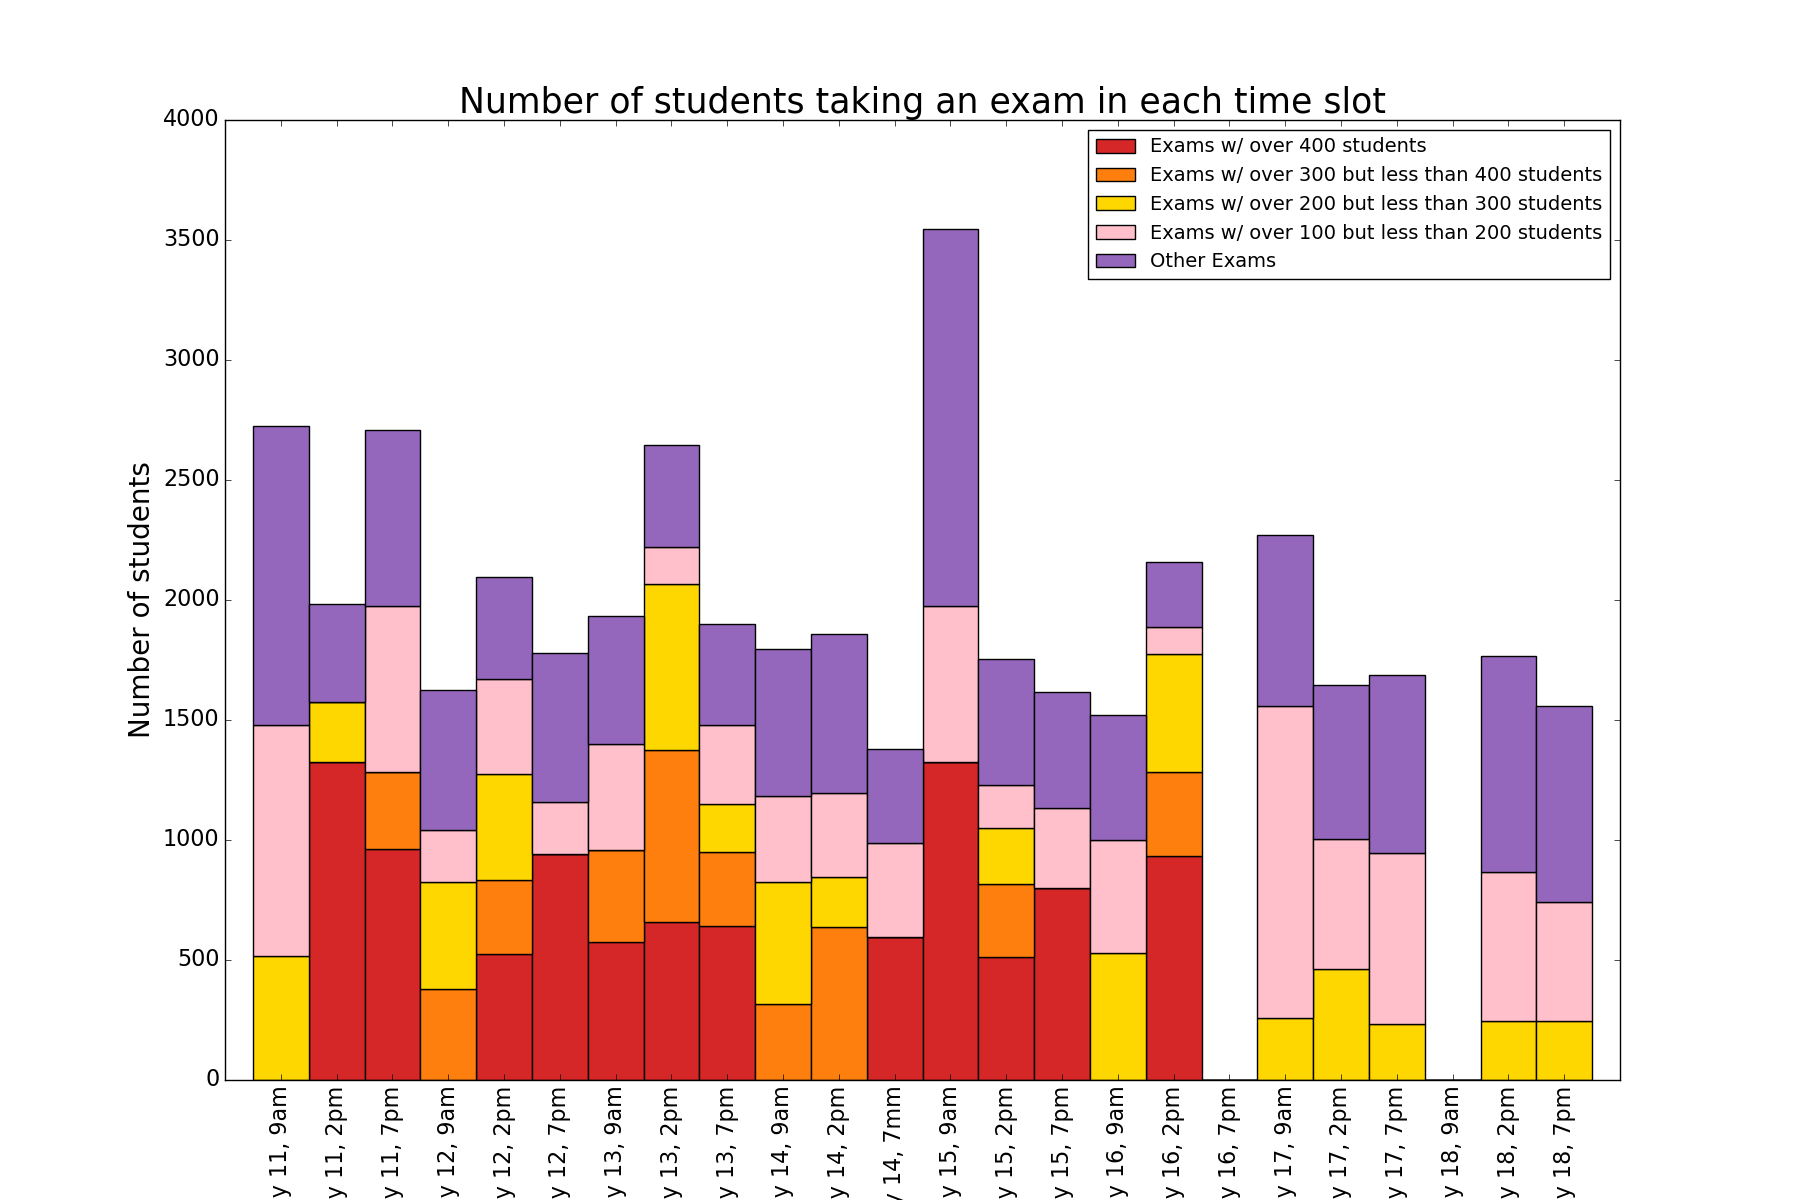 Number of students taking an exam in each time slot
Exams w/ over 400 students
Exams w/ over 300 but less than 400 students
Exams w/ over 200 but less than 300 students
Exams w/ over 100 but less than 200 students
Other Exams
Number of students
4000
3500
3000
2500
2000
1500
1000
500
0
y 11, 9am
y 11, 2pm
y 11, 7pm
y 12, 9am
y 12, 2pm
y 12, 7pm
y 13, 9am
y 13, 2pm
y 13, 7pm
y 14, 9am
y 14, 2pm
y 14, 7mm
y 15, 9am
y 15, 2pm
y 15, 7pm
y 16, 9am
y 16, 2pm
y 16, 7pm
y 17, 9am
y 17, 2pm
y 17, 7pm
y 18, 9am
y 18, 2pm
y 18, 7pm